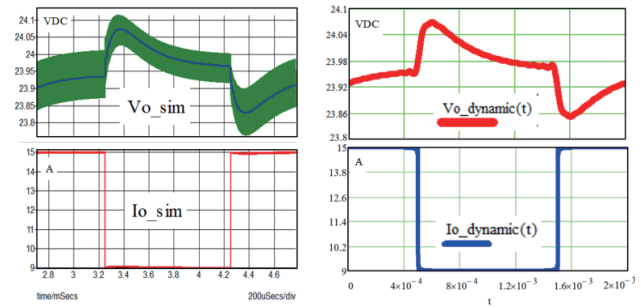 24.1
VDC
24.05
24
23.95
23.9
23.85
23.8
Vo_sim
15
A
14
13
12
11
10
9
Io_sim
2.8 3 3.2 3.4 3.6 3.8 4 4.2 4.4 4.6
time/mSecs 200uSecs/div
24.1
VDC
24.04
23.98
23.92
23.86
23.8
Vo_dynamic(t)
15
A
13.8
12.6
11.4
10.2
9
Io_dynamic(t)
0 4×10⁻⁴ 8×10⁻⁴ 1.2×10⁻³ 1.6×10⁻³ 2.0×10⁻³
t